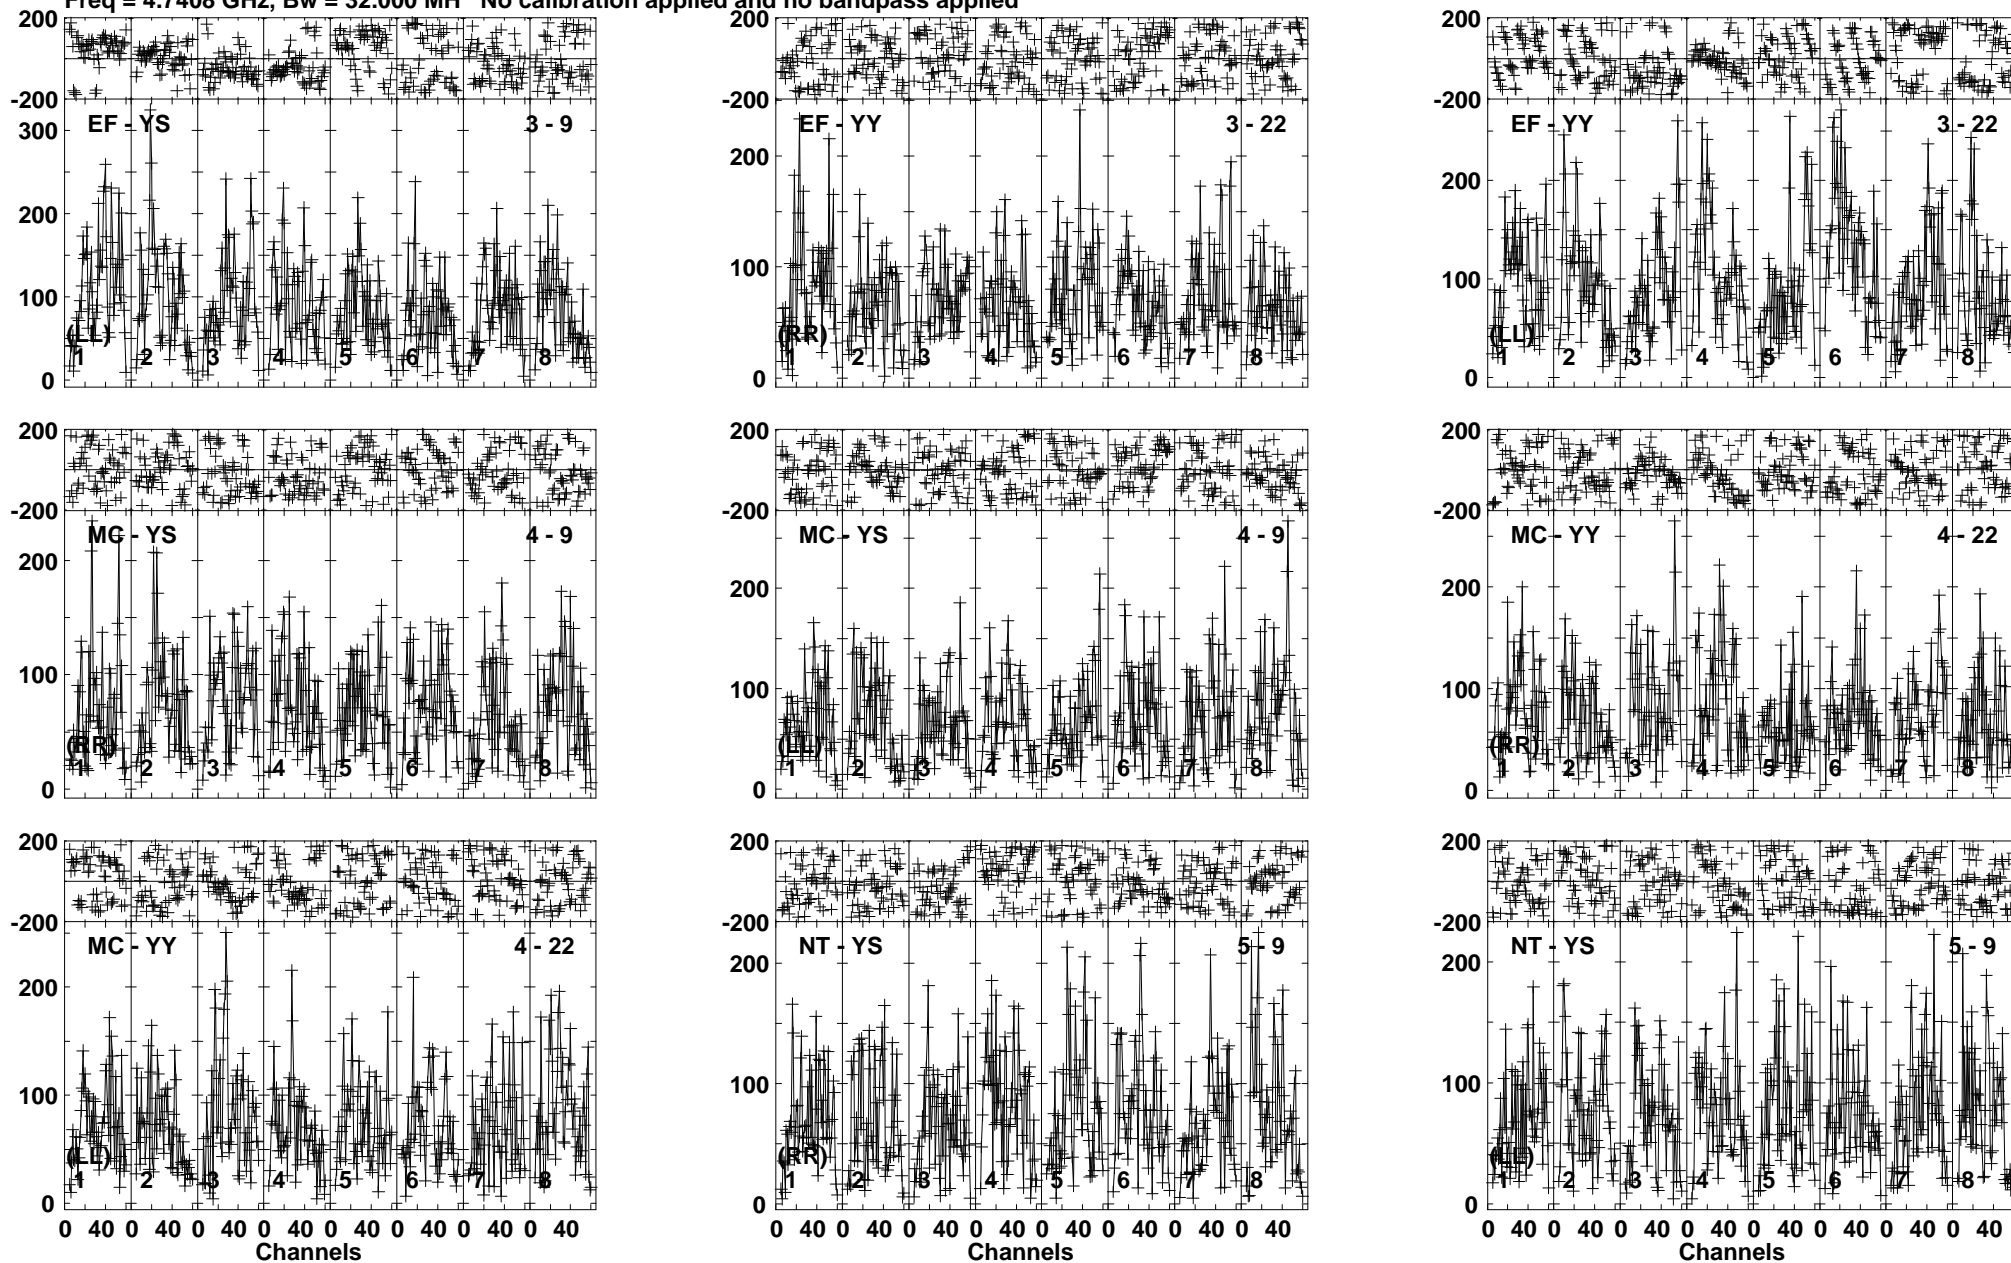 Freq = 4.7408 GHz, Bw = 32.000 MH No calibration applied and no bandpass applied
200 200 200
-200 -200 -200
EF - YS 3 - 9 EF - YY 3 - 22 EF - YY 3 - 22
300
200 200 200
100 100 100
(LL) (RR) (LL)
1 2 3 4 5 6 7 8 1 2 3 4 5 6 7 8 1 2 3 4 5 6 7 8
0 0 0
200 200 200
-200 -200 -200
MC - YS 4 - 9 MC - YS 4 - 9 MC - YY 4 - 22
200 200 200
100 100 100
(RR) (LL) (RR)
1 2 3 4 5 6 7 8 1 2 3 4 5 6 7 8 1 2 3 4 5 6 7 8
0 0 0
200 200 200
-200 -200 -200
MC - YY 4 - 22 NT - YS 5 - 9 NT - YS 5 - 9
200 200 200
100 100 100
(LL) (RR) (LL)
1 2 3 4 5 6 7 8 1 2 3 4 5 6 7 8 1 2 3 4 5 6 7 8
0 0 0
0 40 0 40 0 40 0 40 0 40 0 40 0 40 0 40 0 40 0 40 0 40 0 40 0 40 0 40 0 40 0 40 0 40 0 40 0 40 0 40 0 40 0 40 0 40 0 40
Channels Channels